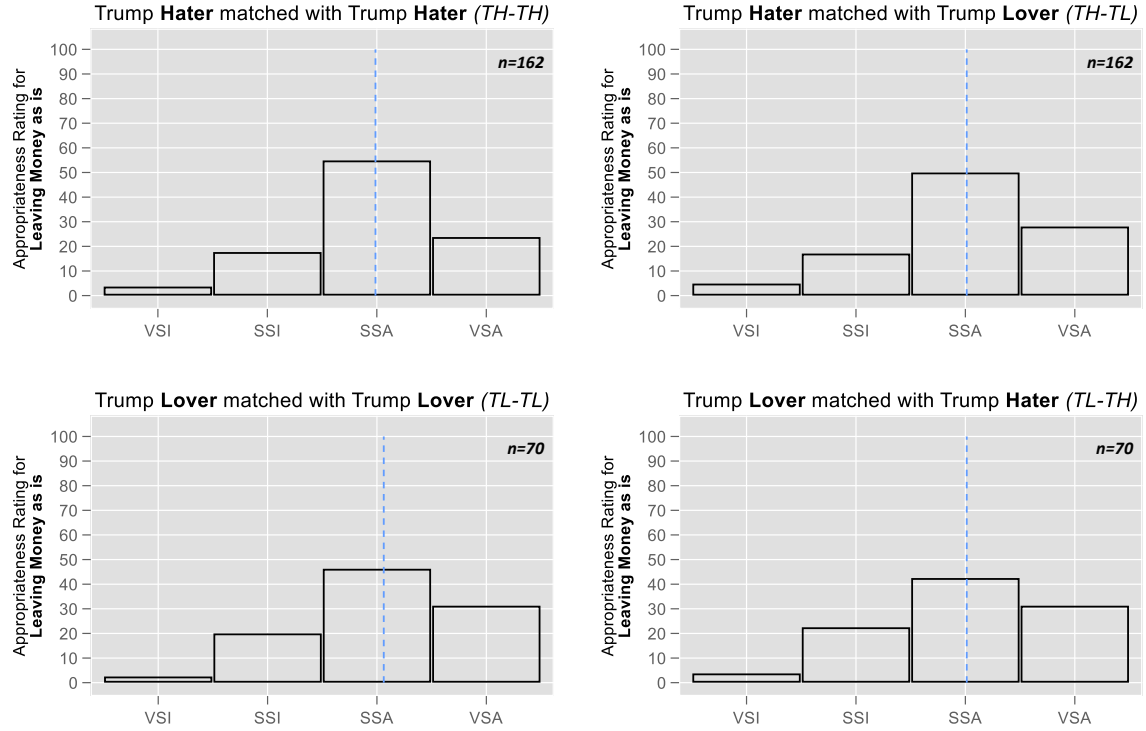 Trump Hater matched with Trump Hater (TH-TH)
Appropriateness Rating for
Leaving Money as is
100
90
80
70
60
50
40
30
20
10
0
n=162
VSI SSI SSA VSA
Trump Hater matched with Trump Lover (TH-TL)
Appropriateness Rating for
Leaving Money as is
100
90
80
70
60
50
40
30
20
10
0
n=162
VSI SSI SSA VSA
Trump Lover matched with Trump Lover (TL-TL)
Appropriateness Rating for
Leaving Money as is
100
90
80
70
60
50
40
30
20
10
0
n=70
VSI SSI SSA VSA
Trump Lover matched with Trump Hater (TL-TH)
Appropriateness Rating for
Leaving Money as is
100
90
80
70
60
50
40
30
20
10
0
n=70
VSI SSI SSA VSA